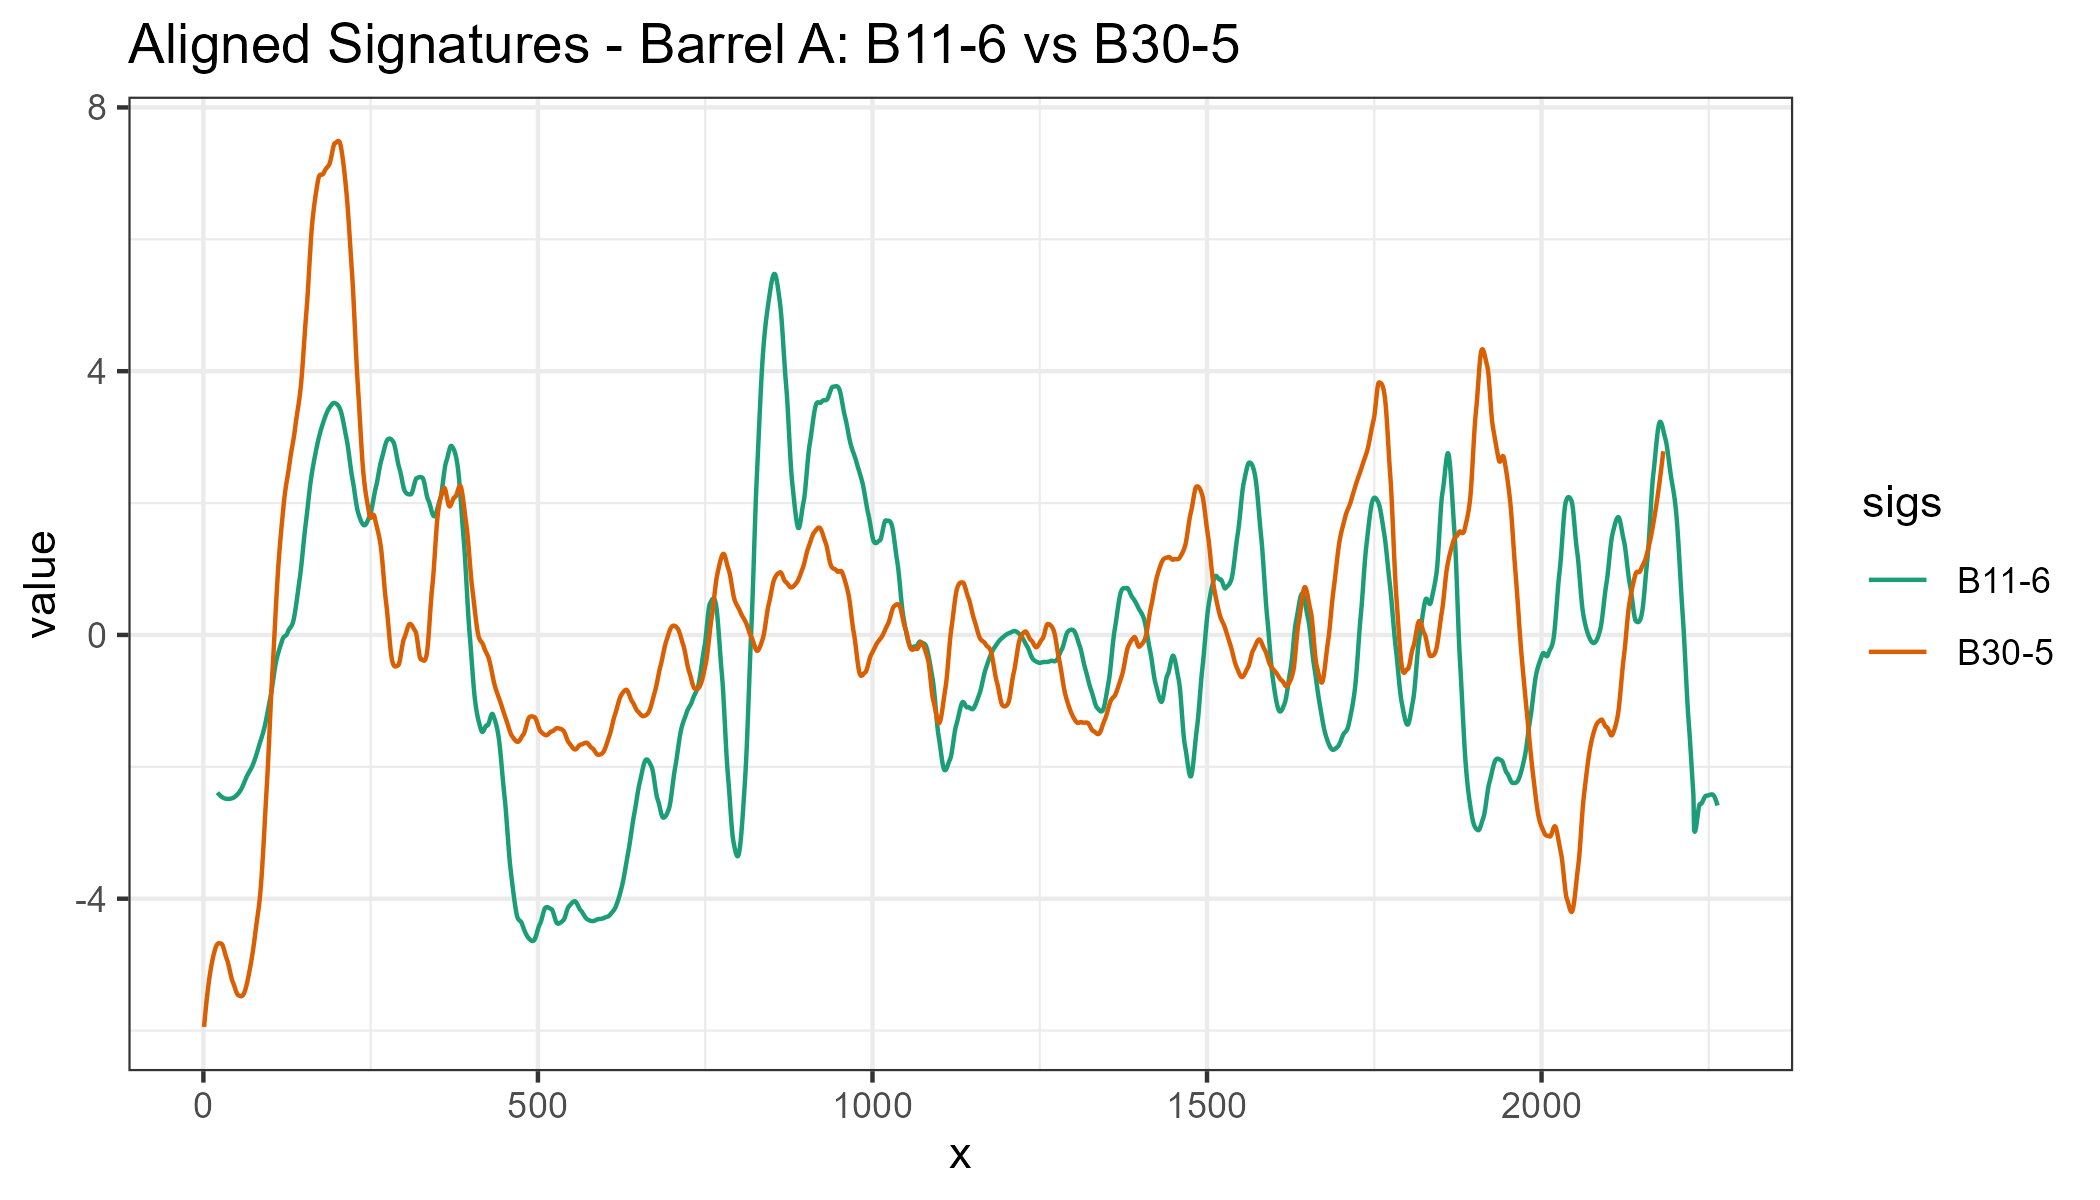 Aligned Signatures - Barrel A: B11-6 vs B30-5
8
4
0
-4
value
0 500 1000 1500 2000
x
sigs
B11-6
B30-5